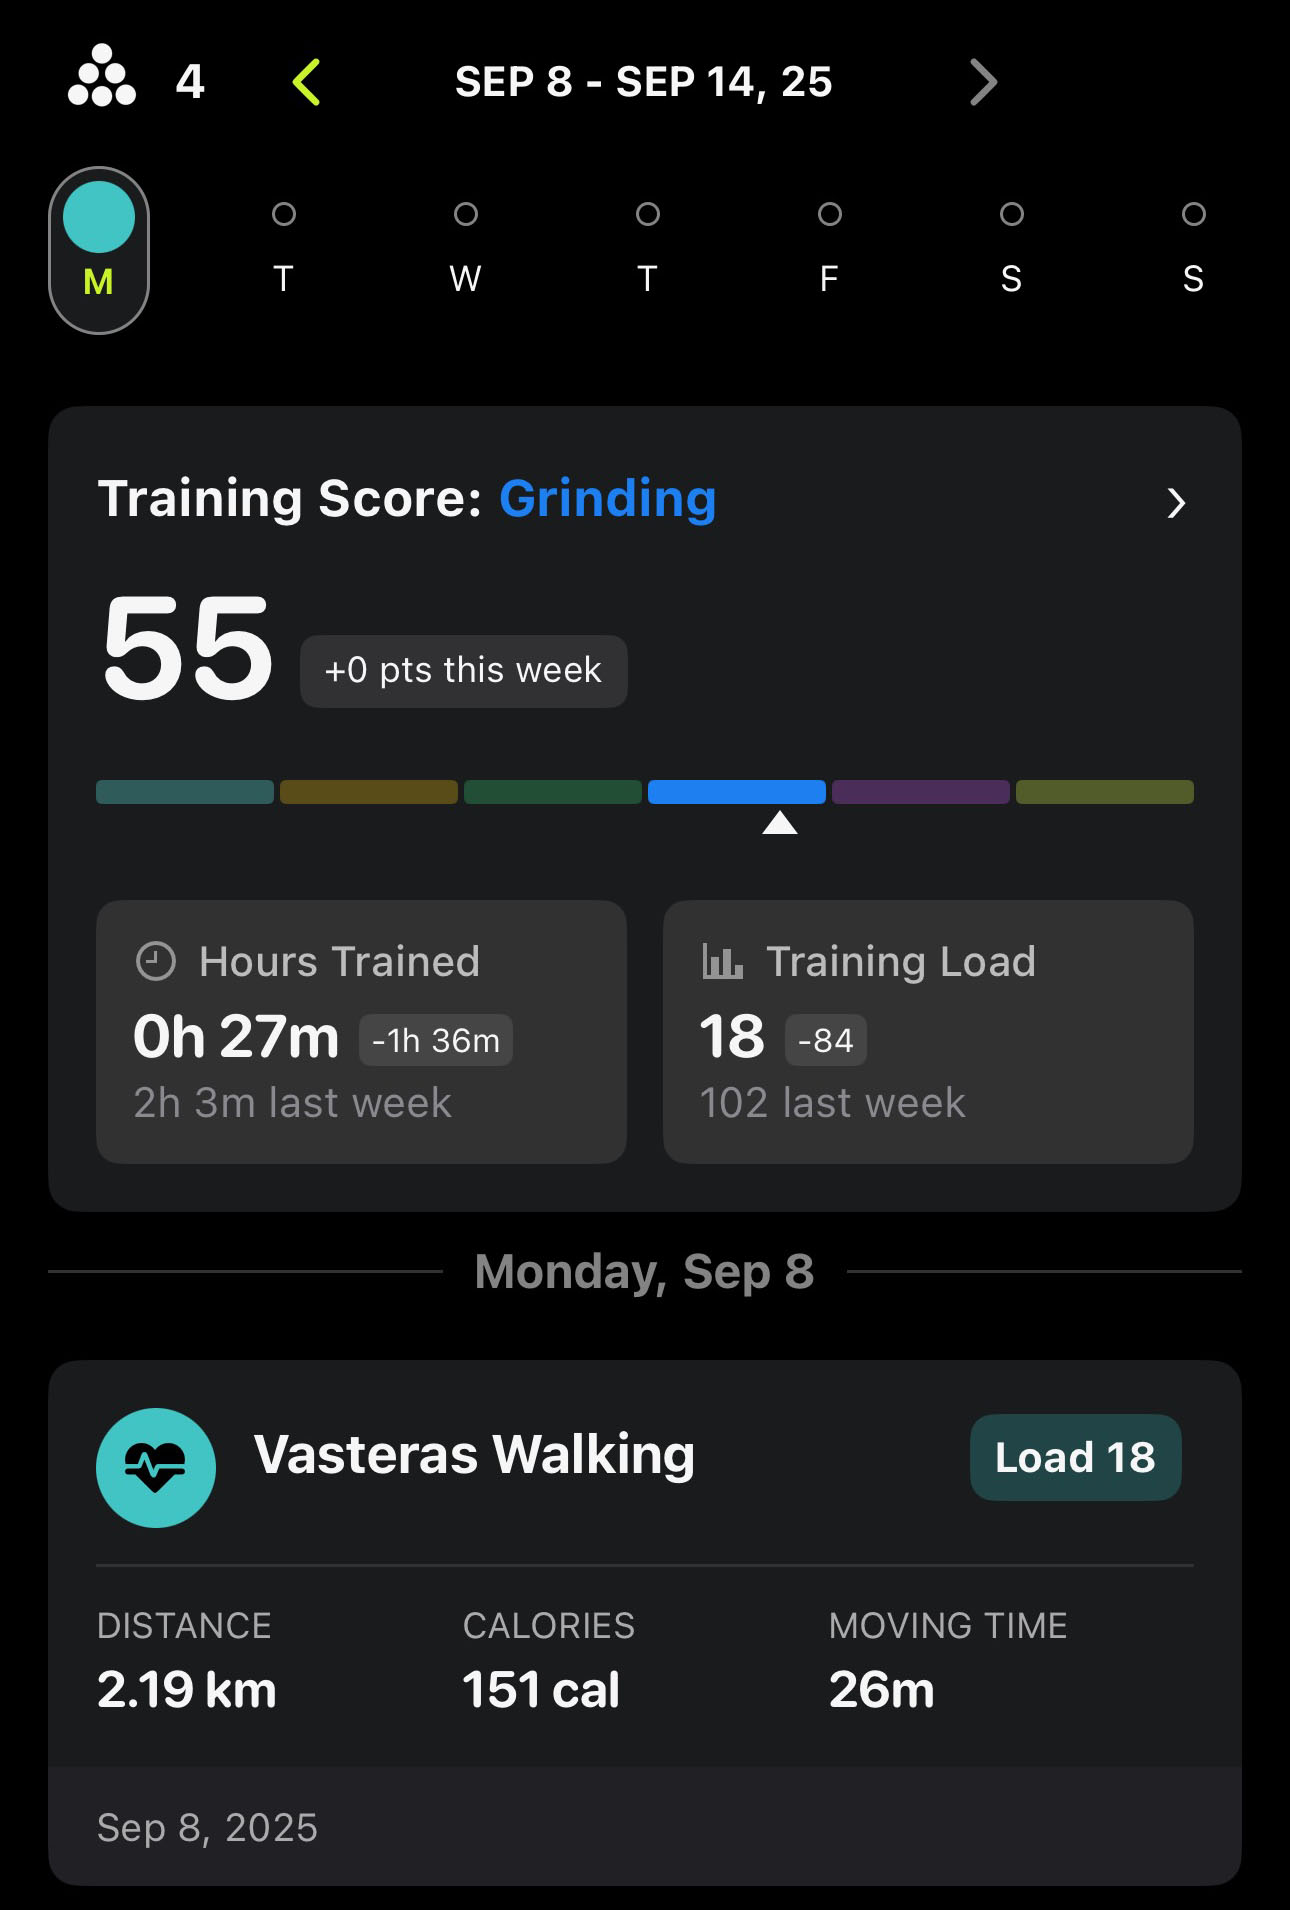 4
SEP 8 - SEP 14, 25
M T W T F S S
Training Score: Grinding
55 +0 pts this week
Hours Trained
0h 27m -1h 36m
2h 3m last week
Training Load
18 -84
102 last week
Monday, Sep 8
Vasteras Walking
Load 18
DISTANCE CALORIES MOVING TIME
2.19 km 151 cal 26m
Sep 8, 2025